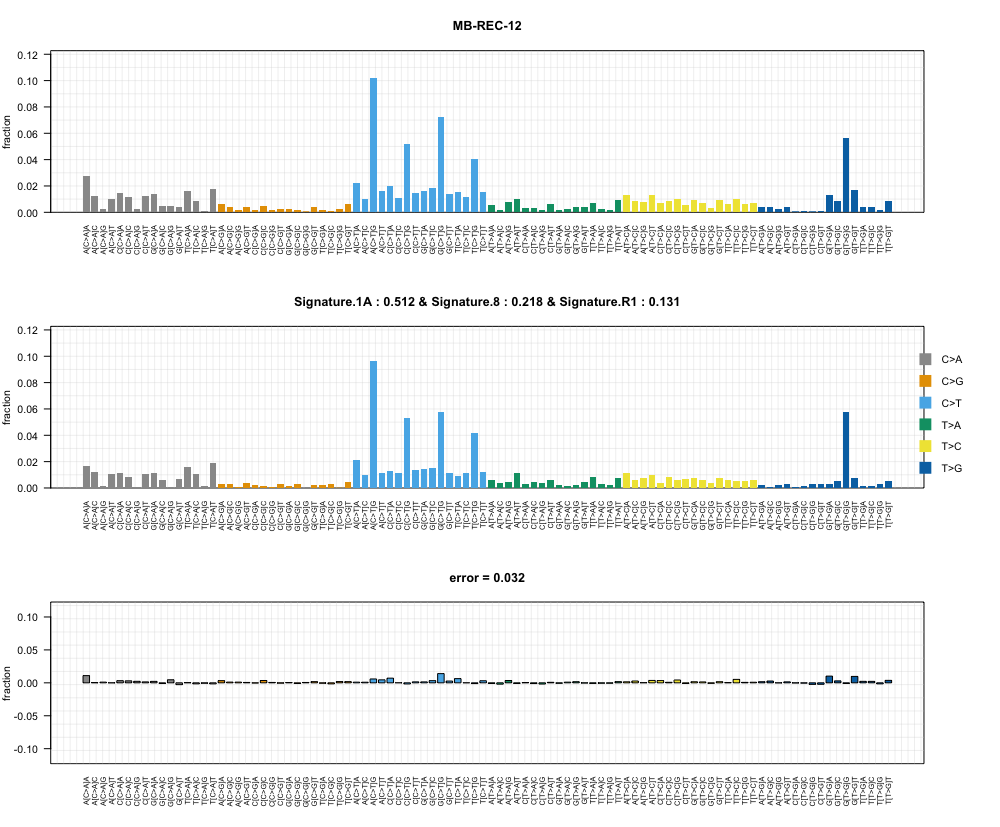 MB-REC-12
fraction
0.12
0.10
0.08
0.06
0.04
0.02
0.00
A[C>A]A A[C>A]C A[C>A]G A[C>A]T C[C>A]A C[C>A]C C[C>A]G C[C>A]T G[C>A]A G[C>A]C G[C>A]G G[C>A]T T[C>A]A T[C>A]C T[C>A]G T[C>A]T A[C>G]A A[C>G]C A[C>G]G A[C>G]T C[C>G]A C[C>G]C C[C>G]G C[C>G]T G[C>G]A G[C>G]C G[C>G]G G[C>G]T T[C>G]A T[C>G]C T[C>G]G T[C>G]T A[C>T]A A[C>T]C A[C>T]G A[C>T]T C[C>T]A C[C>T]C C[C>T]G C[C>T]T G[C>T]A G[C>T]C G[C>T]G G[C>T]T T[C>T]A T[C>T]C T[C>T]G T[C>T]T A[T>A]A A[T>A]C A[T>A]G A[T>A]T C[T>A]A C[T>A]C C[T>A]G C[T>A]T G[T>A]A G[T>A]C G[T>A]G G[T>A]T T[T>A]A T[T>A]C T[T>A]G T[T>A]T A[T>C]A A[T>C]C A[T>C]G A[T>C]T C[T>C]A C[T>C]C C[T>C]G C[T>C]T G[T>C]A G[T>C]C G[T>C]G G[T>C]T T[T>C]A T[T>C]C T[T>C]G T[T>C]T A[T>G]A A[T>G]C A[T>G]G A[T>G]T C[T>G]A C[T>G]C C[T>G]G C[T>G]T G[T>G]A G[T>G]C G[T>G]G G[T>G]T T[T>G]A T[T>G]C T[T>G]G T[T>G]T
Signature.1A : 0.512 & Signature.8 : 0.218 & Signature.R1 : 0.131
fraction
0.12
0.10
0.08
0.06
0.04
0.02
0.00
A[C>A]A A[C>A]C A[C>A]G A[C>A]T C[C>A]A C[C>A]C C[C>A]G C[C>A]T G[C>A]A G[C>A]C G[C>A]G G[C>A]T T[C>A]A T[C>A]C T[C>A]G T[C>A]T A[C>G]A A[C>G]C A[C>G]G A[C>G]T C[C>G]A C[C>G]C C[C>G]G C[C>G]T G[C>G]A G[C>G]C G[C>G]G G[C>G]T T[C>G]A T[C>G]C T[C>G]G T[C>G]T A[C>T]A A[C>T]C A[C>T]G A[C>T]T C[C>T]A C[C>T]C C[C>T]G C[C>T]T G[C>T]A G[C>T]C G[C>T]G G[C>T]T T[C>T]A T[C>T]C T[C>T]G T[C>T]T A[T>A]A A[T>A]C A[T>A]G A[T>A]T C[T>A]A C[T>A]C C[T>A]G C[T>A]T G[T>A]A G[T>A]C G[T>A]G G[T>A]T T[T>A]A T[T>A]C T[T>A]G T[T>A]T A[T>C]A A[T>C]C A[T>C]G A[T>C]T C[T>C]A C[T>C]C C[T>C]G C[T>C]T G[T>C]A G[T>C]C G[T>C]G G[T>C]T T[T>C]A T[T>C]C T[T>C]G T[T>C]T A[T>G]A A[T>G]C A[T>G]G A[T>G]T C[T>G]A C[T>G]C C[T>G]G C[T>G]T G[T>G]A G[T>G]C G[T>G]G G[T>G]T T[T>G]A T[T>G]C T[T>G]G T[T>G]T
C>A
C>G
C>T
T>A
T>C
T>G
error = 0.032
fraction
0.10
0.05
0.00
-0.05
-0.10
A[C>A]A A[C>A]C A[C>A]G A[C>A]T C[C>A]A C[C>A]C C[C>A]G C[C>A]T G[C>A]A G[C>A]C G[C>A]G G[C>A]T T[C>A]A T[C>A]C T[C>A]G T[C>A]T A[C>G]A A[C>G]C A[C>G]G A[C>G]T C[C>G]A C[C>G]C C[C>G]G C[C>G]T G[C>G]A G[C>G]C G[C>G]G G[C>G]T T[C>G]A T[C>G]C T[C>G]G T[C>G]T A[C>T]A A[C>T]C A[C>T]G A[C>T]T C[C>T]A C[C>T]C C[C>T]G C[C>T]T G[C>T]A G[C>T]C G[C>T]G G[C>T]T T[C>T]A T[C>T]C T[C>T]G T[C>T]T A[T>A]A A[T>A]C A[T>A]G A[T>A]T C[T>A]A C[T>A]C C[T>A]G C[T>A]T G[T>A]A G[T>A]C G[T>A]G G[T>A]T T[T>A]A T[T>A]C T[T>A]G T[T>A]T A[T>C]A A[T>C]C A[T>C]G A[T>C]T C[T>C]A C[T>C]C C[T>C]G C[T>C]T G[T>C]A G[T>C]C G[T>C]G G[T>C]T T[T>C]A T[T>C]C T[T>C]G T[T>C]T A[T>G]A A[T>G]C A[T>G]G A[T>G]T C[T>G]A C[T>G]C C[T>G]G C[T>G]T G[T>G]A G[T>G]C G[T>G]G G[T>G]T T[T>G]A T[T>G]C T[T>G]G T[T>G]T